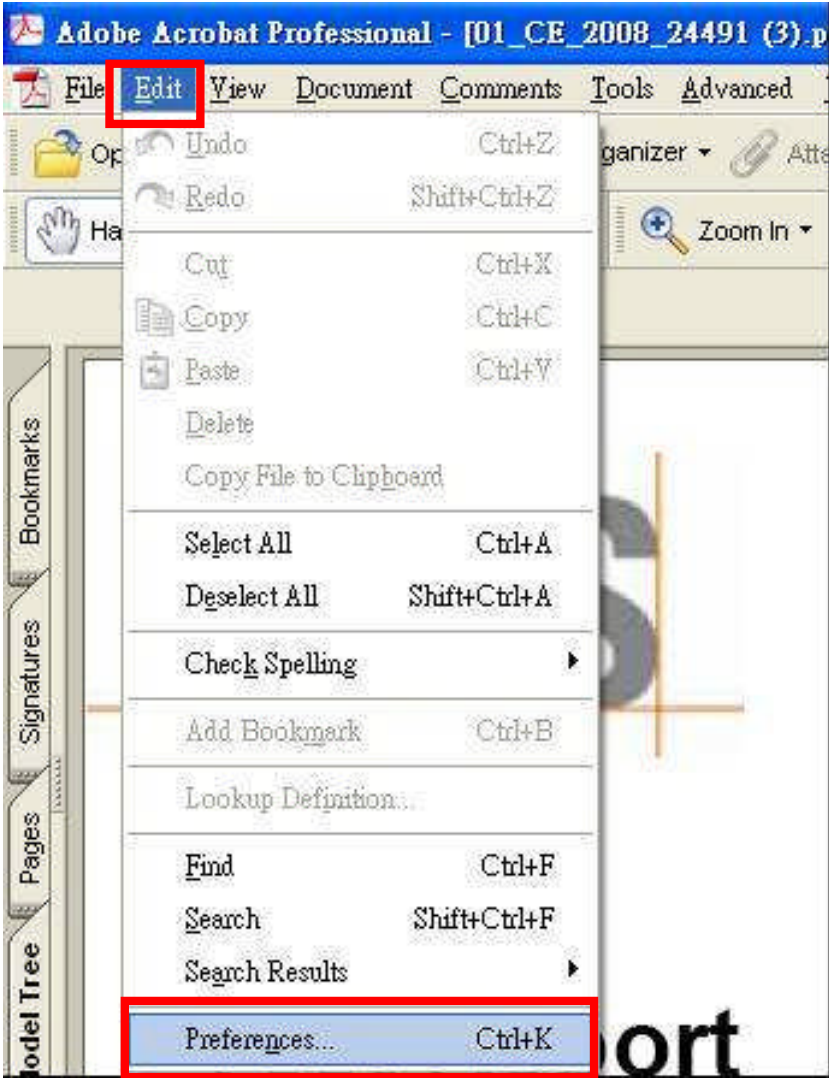 Adobe Acrobat Professional - [01_CE_2008_24491 (3).p
File Edit View Document Comments Tools Advanced
Op ganizer Atta
Ha Zoom In
Undo Ctrl+Z
Redo Shift+Ctrl+Z
Cut Ctrl+X
Copy Ctrl+C
Paste Ctrl+V
Delete
Copy File to Clipboard
Select All Ctrl+A
Deselect All Shift+Ctrl+A
Check Spelling
Add Bookmark Ctrl+B
Lookup Definition...
Find Ctrl+F
Search Shift+Ctrl+F
Search Results
Preferences... Ctrl+K
Bookmarks
Signatures
Pages
odel Tree
S
port